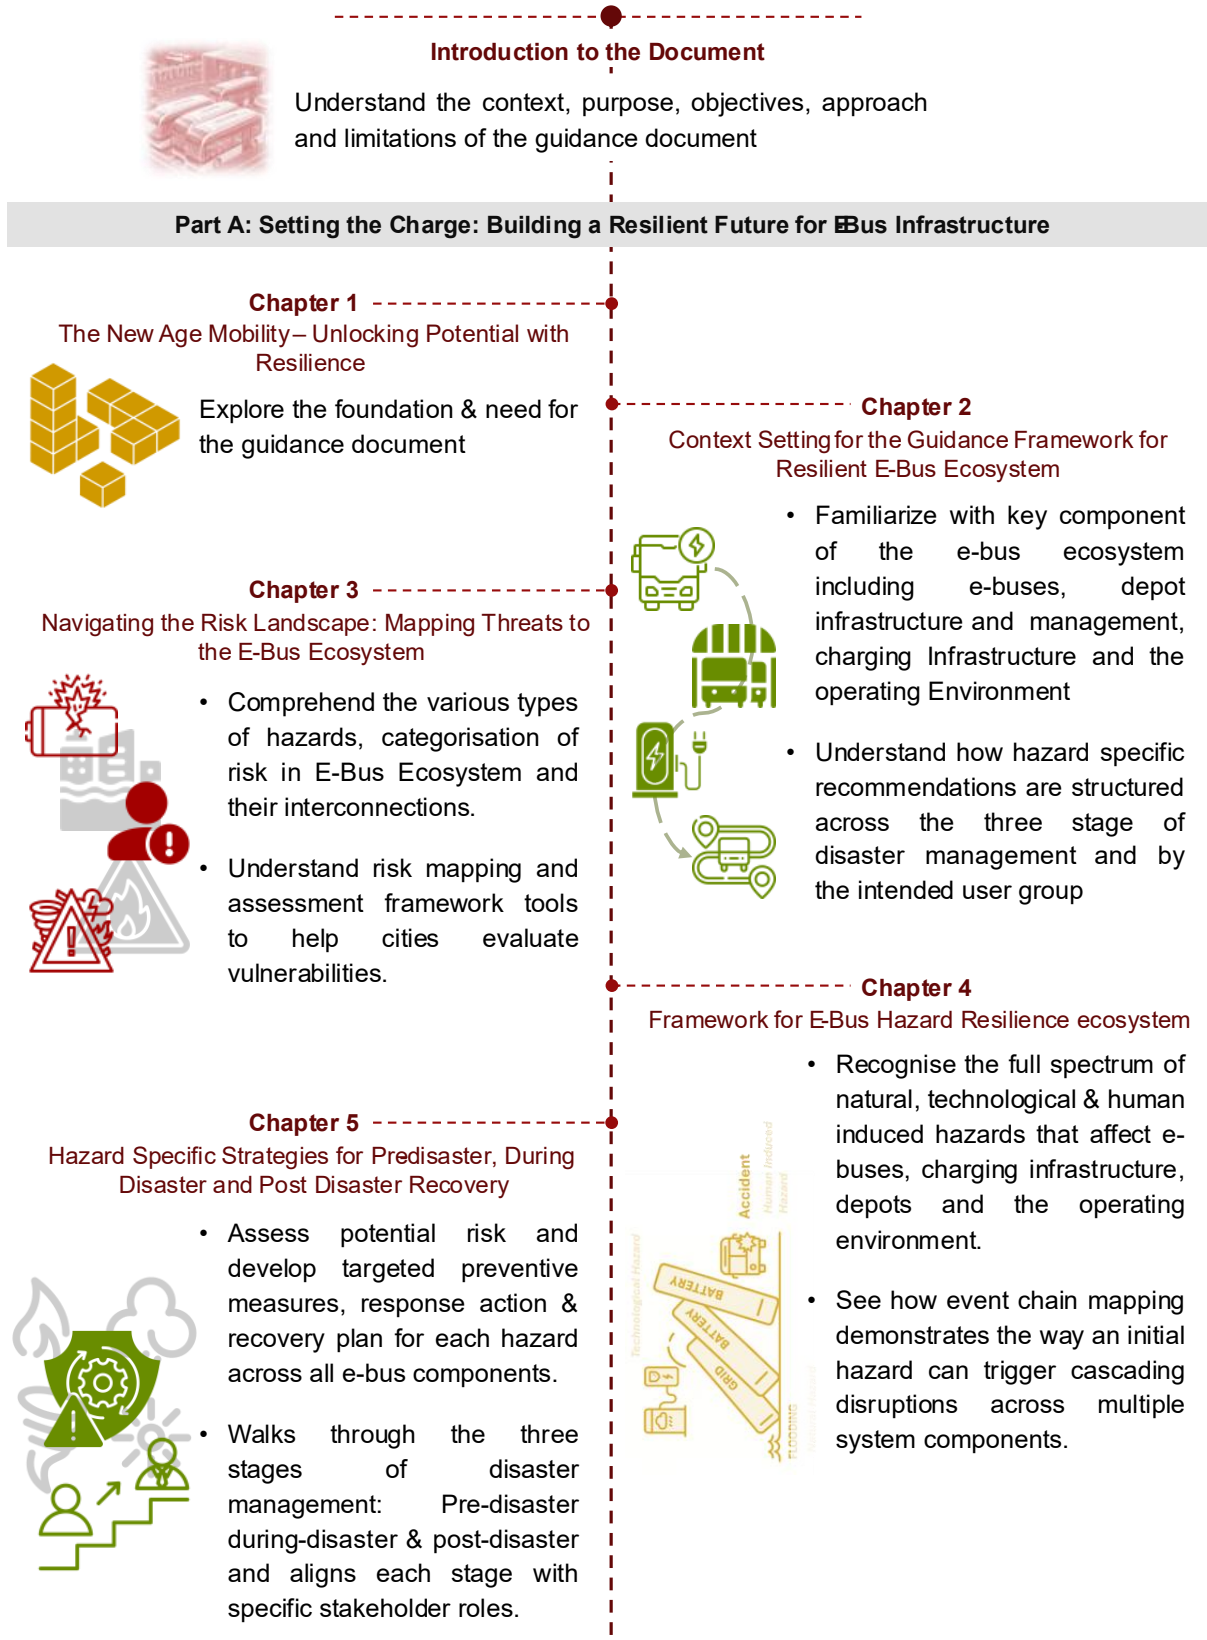 Introduction to the Document
Understand the context, purpose, objectives, approach
and limitations of the guidance document
Part A: Setting the Charge: Building a Resilient Future for E-Bus Infrastructure
Chapter 1
The New Age Mobility – Unlocking Potential with
Resilience
Explore the foundation & need for
the guidance document
Chapter 2
Context Setting for the Guidance Framework for
Resilient E-Bus Ecosystem
• Familiarize with key component
of the e-bus ecosystem
including e-buses, depot
infrastructure and management,
charging Infrastructure and the
operating Environment
• Understand how hazard specific
recommendations are structured
across the three stage of
disaster management and by
the intended user group
Chapter 3
Navigating the Risk Landscape: Mapping Threats to
the E-Bus Ecosystem
• Comprehend the various types
of hazards, categorisation of
risk in E-Bus Ecosystem and
their interconnections.
• Understand risk mapping and
assessment framework tools
to help cities evaluate
vulnerabilities.
Chapter 4
Framework for E-Bus Hazard Resilience ecosystem
• Recognise the full spectrum of
natural, technological & human
induced hazards that affect e-
buses, charging infrastructure,
depots and the operating
environment.
• See how event chain mapping
demonstrates the way an initial
hazard can trigger cascading
disruptions across multiple
system components.
Technological Hazard
Accident
Human Induced
Hazard
BATTERY
BATTERY
GRID
FLOODING
Chapter 5
Hazard Specific Strategies for Predisaster, During
Disaster and Post Disaster Recovery
• Assess potential risk and
develop targeted preventive
measures, response action &
recovery plan for each hazard
across all e-bus components.
• Walks through the three
stages of disaster
management: Pre-disaster
during-disaster & post-disaster
and aligns each stage with
specific stakeholder roles.